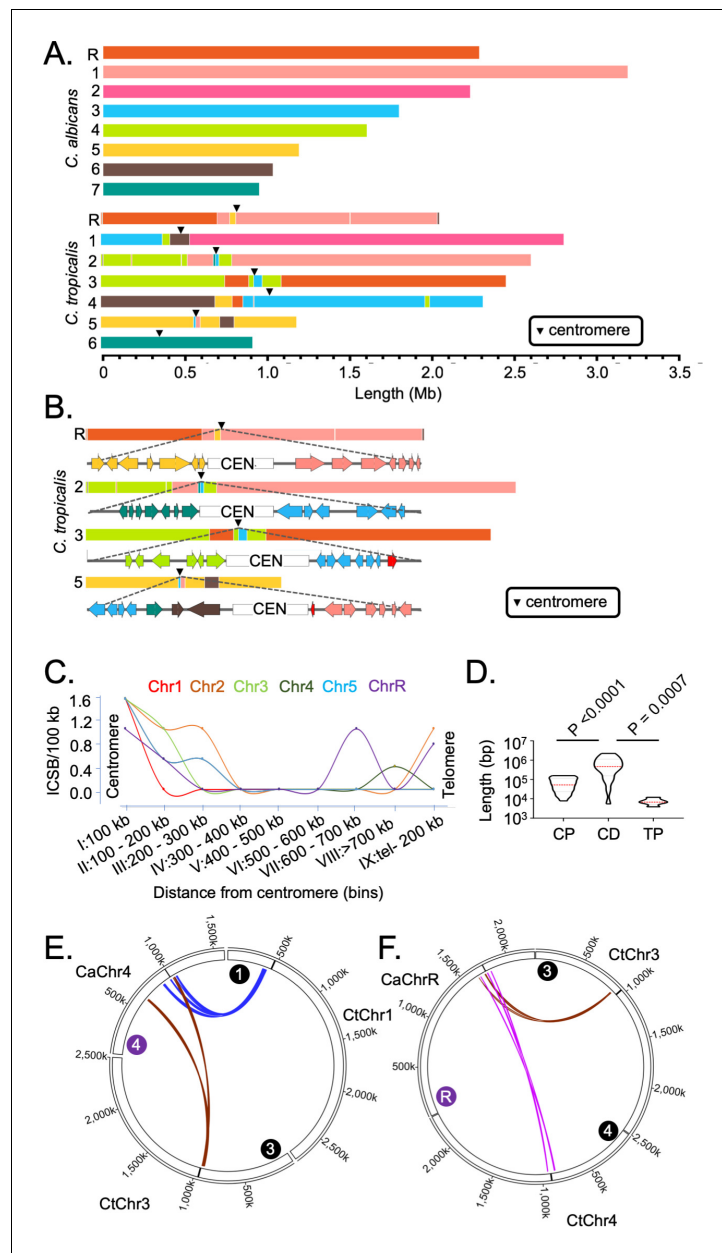 A.
C. albicans
R
1
2
3
4
5
6
7
C. tropicalis
R
1
2
3
4
5
6
▼ centromere
0 0.5 1.0 1.5 2.0 2.5 3.0 3.5
Length (Mb)
B.
C. tropicalis
R
CEN
2
CEN
3
CEN
5
CEN
▼ centromere
C.
Chr1 Chr2 Chr3 Chr4 Chr5 ChrR
ICSB/100 kb
1.6
1.2
0.8
0.4
0.0
Centromere
Telomere
I:100 kb
II:100 - 200 kb
III:200 - 300 kb
IV:300 - 400 kb
V:400 - 500 kb
VI:500 - 600 kb
VII:600 - 700 kb
VIII:>700 kb
IX:tel- 200 kb
Distance from centromere (bins)
D.
P <0.0001
P = 0.0007
Length (bp)
10⁷
10⁶
10⁵
10⁴
10³
CP CD TP
E.
CaChr4
500k
1,000k
1,500k
4
1
500k
1,000k
CtChr1
1,500k
2,000k
2,500k
3
500k
1,000k
CtChr3
1,500k
2,000k
2,500k
F.
CaChrR
500k
1,000k
1,500k
2,000k
R
3
500k
CtChr3
1,000k
1,500k
2,000k
2,500k
4
CtChr4
1,000k
1,500k
2,000k